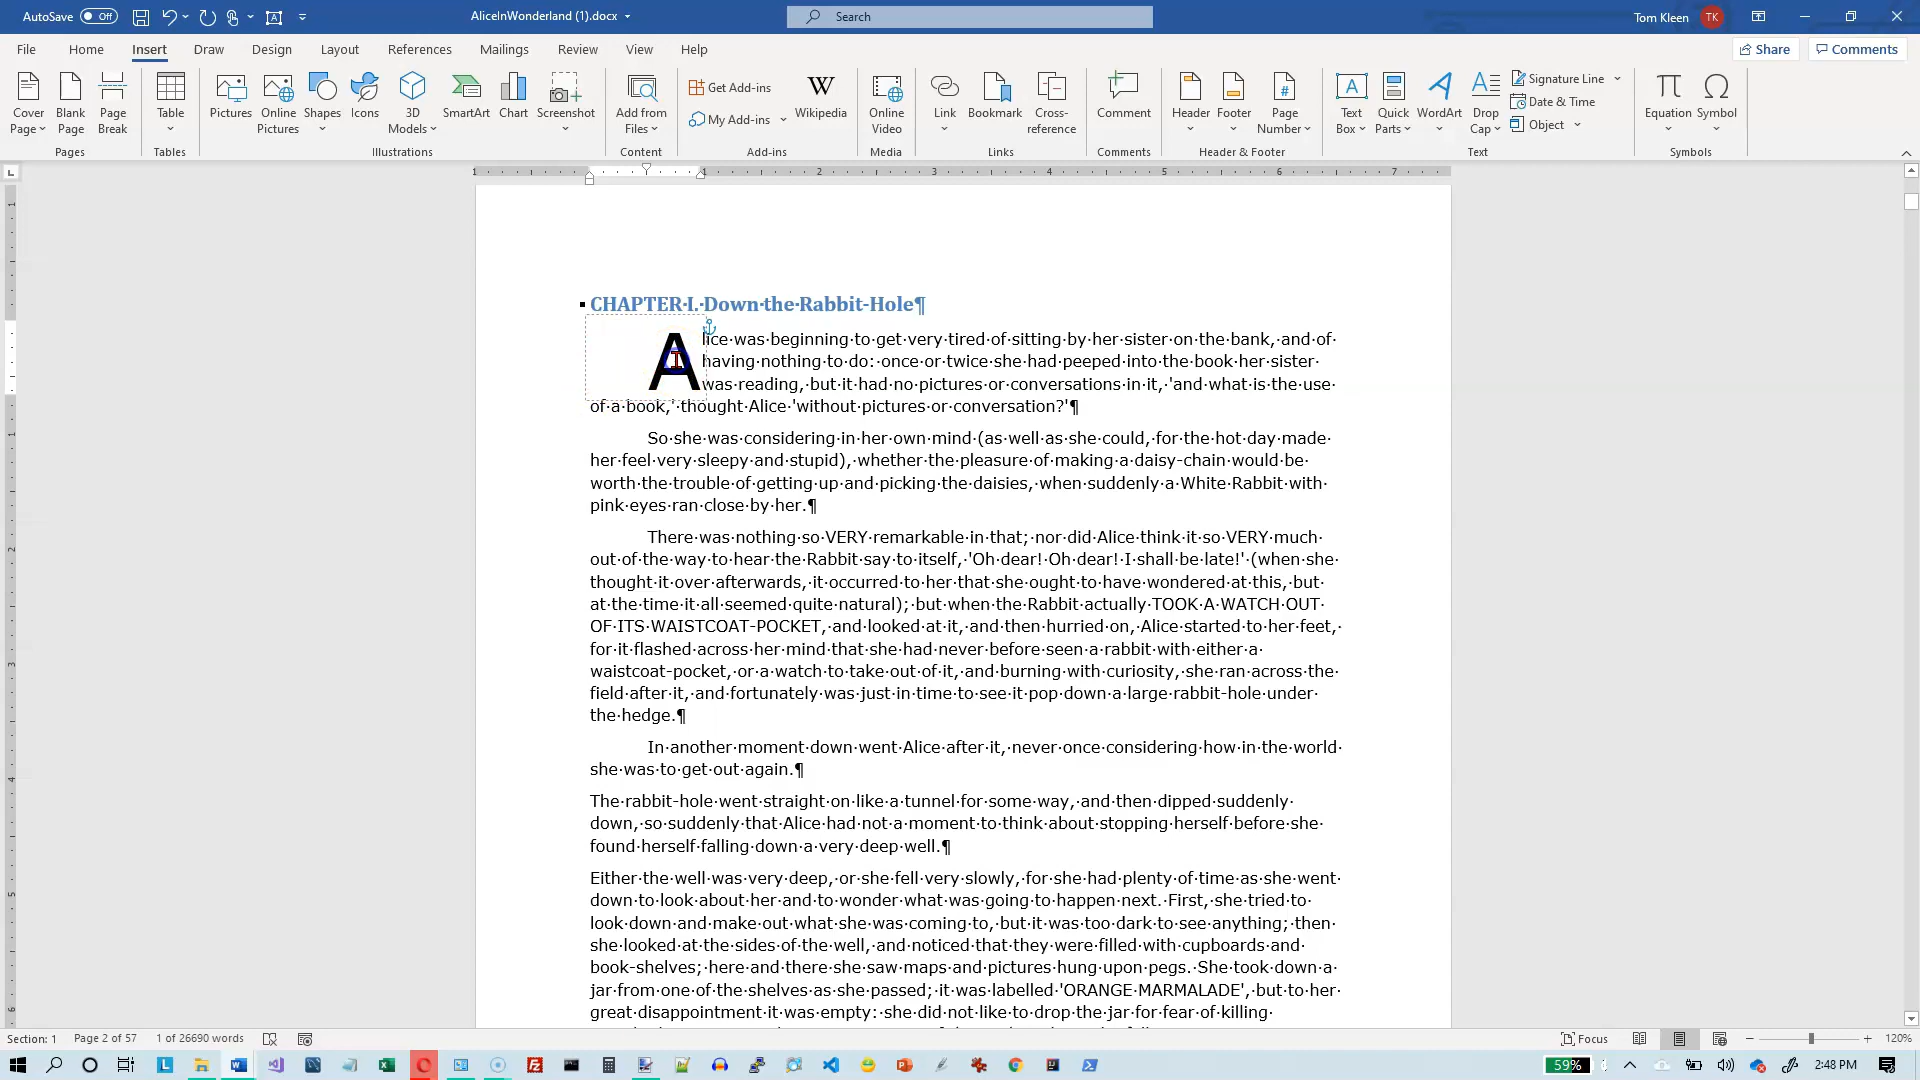 AutoSave Off AliceInWonderland (1).docx Search Tom Kleen TK
File Home Insert Draw Design Layout References Mailings Review View Help Share Comments
Cover Page Blank Page Page Break Table Pictures Online Pictures Shapes Icons 3D Models SmartArt Chart Screenshot Add from Files Get Add-ins My Add-ins Wikipedia Online Video Link Bookmark Cross-reference Comment Header Footer Page Number Text Box Quick Parts WordArt Drop Cap Signature Line Date & Time Object Equation Symbol
Pages Tables Illustrations Content Add-ins Media Links Comments Header & Footer Text Symbols
1 1 2 3 4 5 6 7
CHAPTER·I.·Down·the·Rabbit-Hole¶
A
lice·was·beginning·to·get·very·tired·of·sitting·by·her·sister·on·the·bank,·and·of·
having·nothing·to·do:·once·or·twice·she·had·peeped·into·the·book·her·sister·
was·reading,·but·it·had·no·pictures·or·conversations·in·it,·'and·what·is·the·use·
of·a·book,'·thought·Alice·'without·pictures·or·conversation?'¶
So·she·was·considering·in·her·own·mind·(as·well·as·she·could,·for·the·hot·day·made·
her·feel·very·sleepy·and·stupid),·whether·the·pleasure·of·making·a·daisy-chain·would·be·
worth·the·trouble·of·getting·up·and·picking·the·daisies,·when·suddenly·a·White·Rabbit·with·
pink·eyes·ran·close·by·her.¶
There·was·nothing·so·VERY·remarkable·in·that;·nor·did·Alice·think·it·so·VERY·much·
out·of·the·way·to·hear·the·Rabbit·say·to·itself,·'Oh·dear!·Oh·dear!·I·shall·be·late!'·(when·she·
thought·it·over·afterwards,·it·occurred·to·her·that·she·ought·to·have·wondered·at·this,·but·
at·the·time·it·all·seemed·quite·natural);·but·when·the·Rabbit·actually·TOOK·A·WATCH·OUT·
OF·ITS·WAISTCOAT-POCKET,·and·looked·at·it,·and·then·hurried·on,·Alice·started·to·her·feet,·
for·it·flashed·across·her·mind·that·she·had·never·before·seen·a·rabbit·with·either·a·
waistcoat-pocket,·or·a·watch·to·take·out·of·it,·and·burning·with·curiosity,·she·ran·across·the·
field·after·it,·and·fortunately·was·just·in·time·to·see·it·pop·down·a·large·rabbit-hole·under·
the·hedge.¶
In·another·moment·down·went·Alice·after·it,·never·once·considering·how·in·the·world·
she·was·to·get·out·again.¶
The·rabbit-hole·went·straight·on·like·a·tunnel·for·some·way,·and·then·dipped·suddenly·
down,·so·suddenly·that·Alice·had·not·a·moment·to·think·about·stopping·herself·before·she·
found·herself·falling·down·a·very·deep·well.¶
Either·the·well·was·very·deep,·or·she·fell·very·slowly,·for·she·had·plenty·of·time·as·she·went·
down·to·look·about·her·and·to·wonder·what·was·going·to·happen·next.·First,·she·tried·to·
look·down·and·make·out·what·she·was·coming·to,·but·it·was·too·dark·to·see·anything;·then·
she·looked·at·the·sides·of·the·well,·and·noticed·that·they·were·filled·with·cupboards·and·
book-shelves;·here·and·there·she·saw·maps·and·pictures·hung·upon·pegs.·She·took·down·a·
jar·from·one·of·the·shelves·as·she·passed;·it·was·labelled·'ORANGE·MARMALADE',·but·to·her·
great·disappointment·it·was·empty:·she·did·not·like·to·drop·the·jar·for·fear·of·killing·
Section: 1 Page 2 of 57 1 of 26690 words Focus 120%
59% 2:48 PM